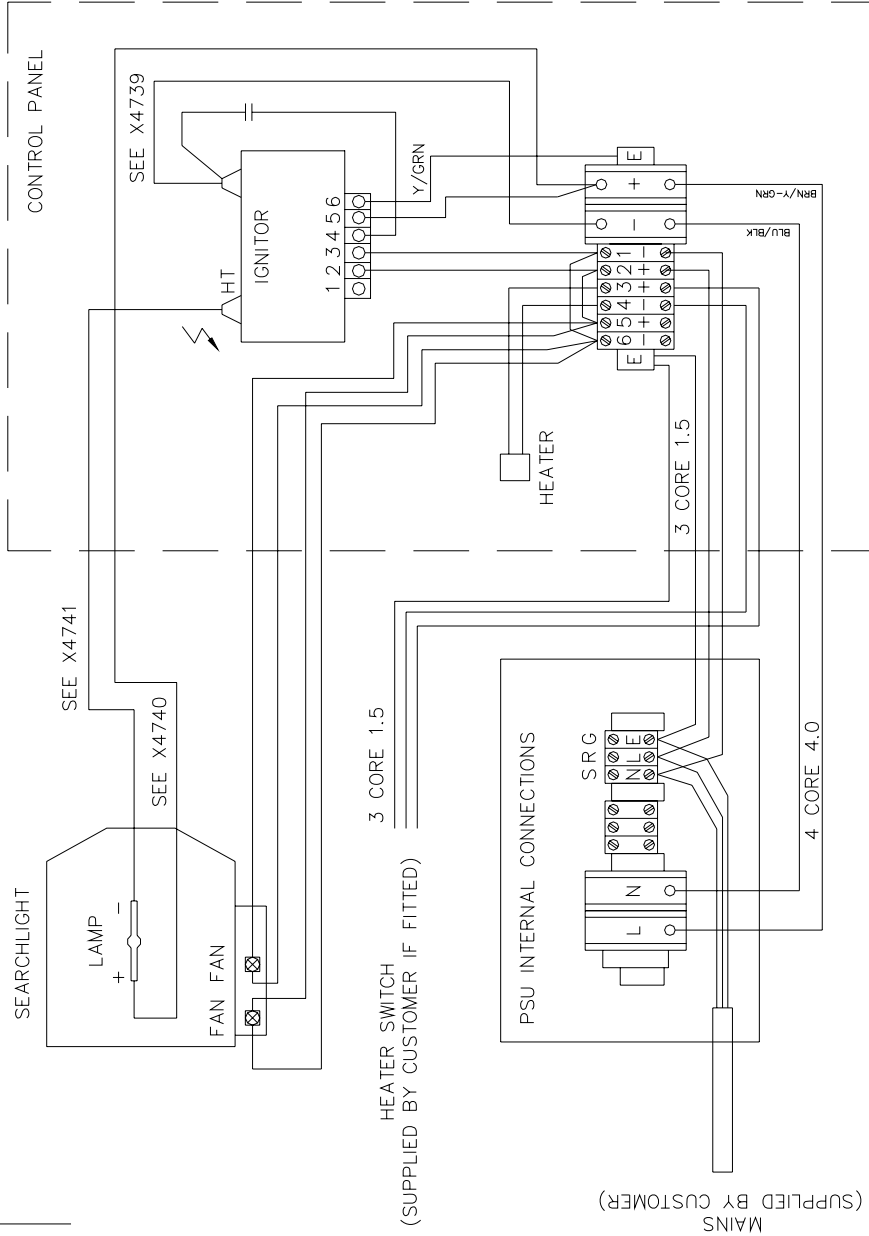 CONTROL PANEL
SEE X4739
HT
IGNITOR
1 2 3 4 5 6
Y/GRN
E
+
−
1 −
2 +
3 +
4 −
5 +
6 −
E
BRN/Y-GRN
BLU/BLK
HEATER
3 CORE 1.5
SEE X4741
SEE X4740
SEARCHLIGHT
LAMP
+ −
FAN FAN
3 CORE 1.5
HEATER SWITCH
(SUPPLIED BY CUSTOMER IF FITTED)
PSU INTERNAL CONNECTIONS
S R G
N L E
L N
4 CORE 4.0
MAINS
(SUPPLIED BY CUSTOMER)